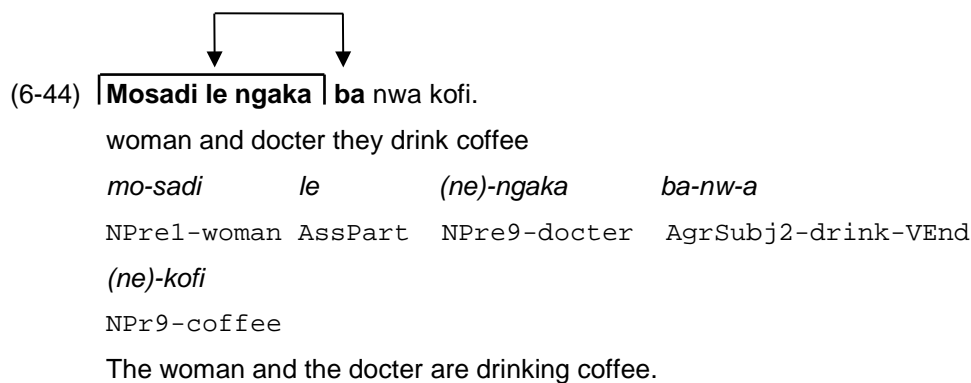 (6-44) Mosadi le ngaka ba nwa kofi.
woman and docter they drink coffee
mo-sadi le (ne)-ngaka ba-nw-a
NPre1-woman AssPart NPre9-docter AgrSubj2-drink-VEnd
(ne)-kofi
NPr9-coffee
The woman and the docter are drinking coffee.